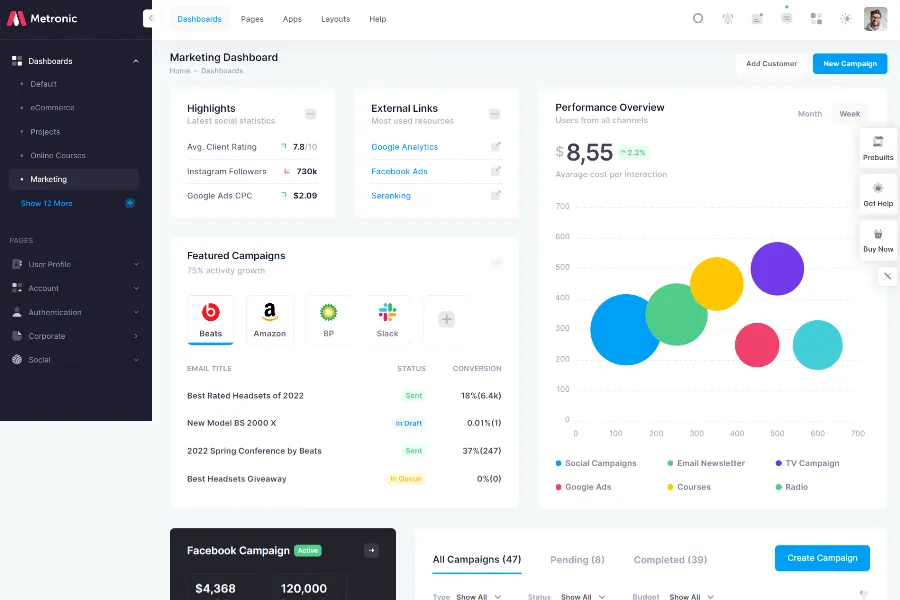 Metronic
Dashboards
Default
eCommerce
Projects
Online Courses
Marketing
Show 12 More
PAGES
User Profile
Account
Authentication
Corporate
Social
Dashboards Pages Apps Layouts Help
Marketing Dashboard
Home - Dashboards
Add Customer New Campaign
Highlights
Latest social statistics
Avg. Client Rating 7.8/10
Instagram Followers 730k
Google Ads CPC $2.09
External Links
Most used resources
Google Analytics
Facebook Ads
Seranking
Featured Campaigns
75% activity growth
Beats Amazon BP Slack
EMAIL TITLE STATUS CONVERSION
Best Rated Headsets of 2022 Sent 18%(6.4k)
New Model BS 2000 X In Draft 0.01%(1)
2022 Spring Conference by Beats Sent 37%(247)
Best Headsets Giveaway In Queue 0%(0)
Performance Overview
Users from all channels
Month Week
$8,55 2.2%
Avarage cost per interaction
700
600
500
400
300
200
100
0
0 100 200 300 400 500 600 700
Social Campaigns Email Newsletter TV Campaign
Google Ads Courses Radio
Prebuilts
Get Help
Buy Now
Facebook Campaign Active
$4,368 120,000
All Campaigns (47) Pending (8) Completed (39)
Create Campaign
Type Show All Status Show All Budget Show All